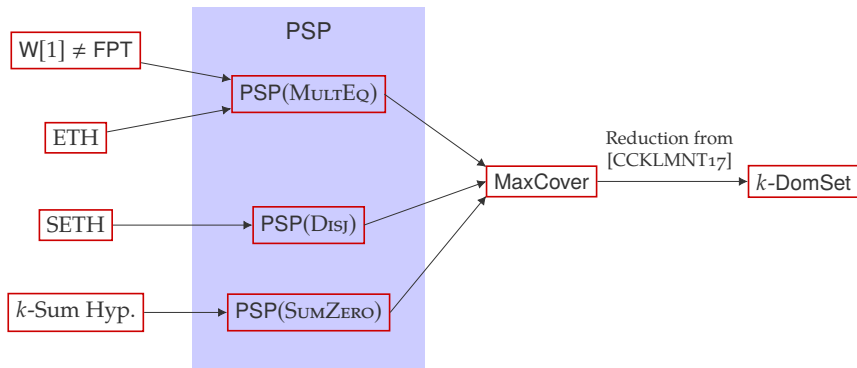 PSP
W[1] ≠ FPT
PSP(MULTEQ)
ETH
Reduction from
[CCKLMNT17]
MaxCover
k-DomSet
SETH
PSP(DISJ)
k-Sum Hyp.
PSP(SUMZERO)